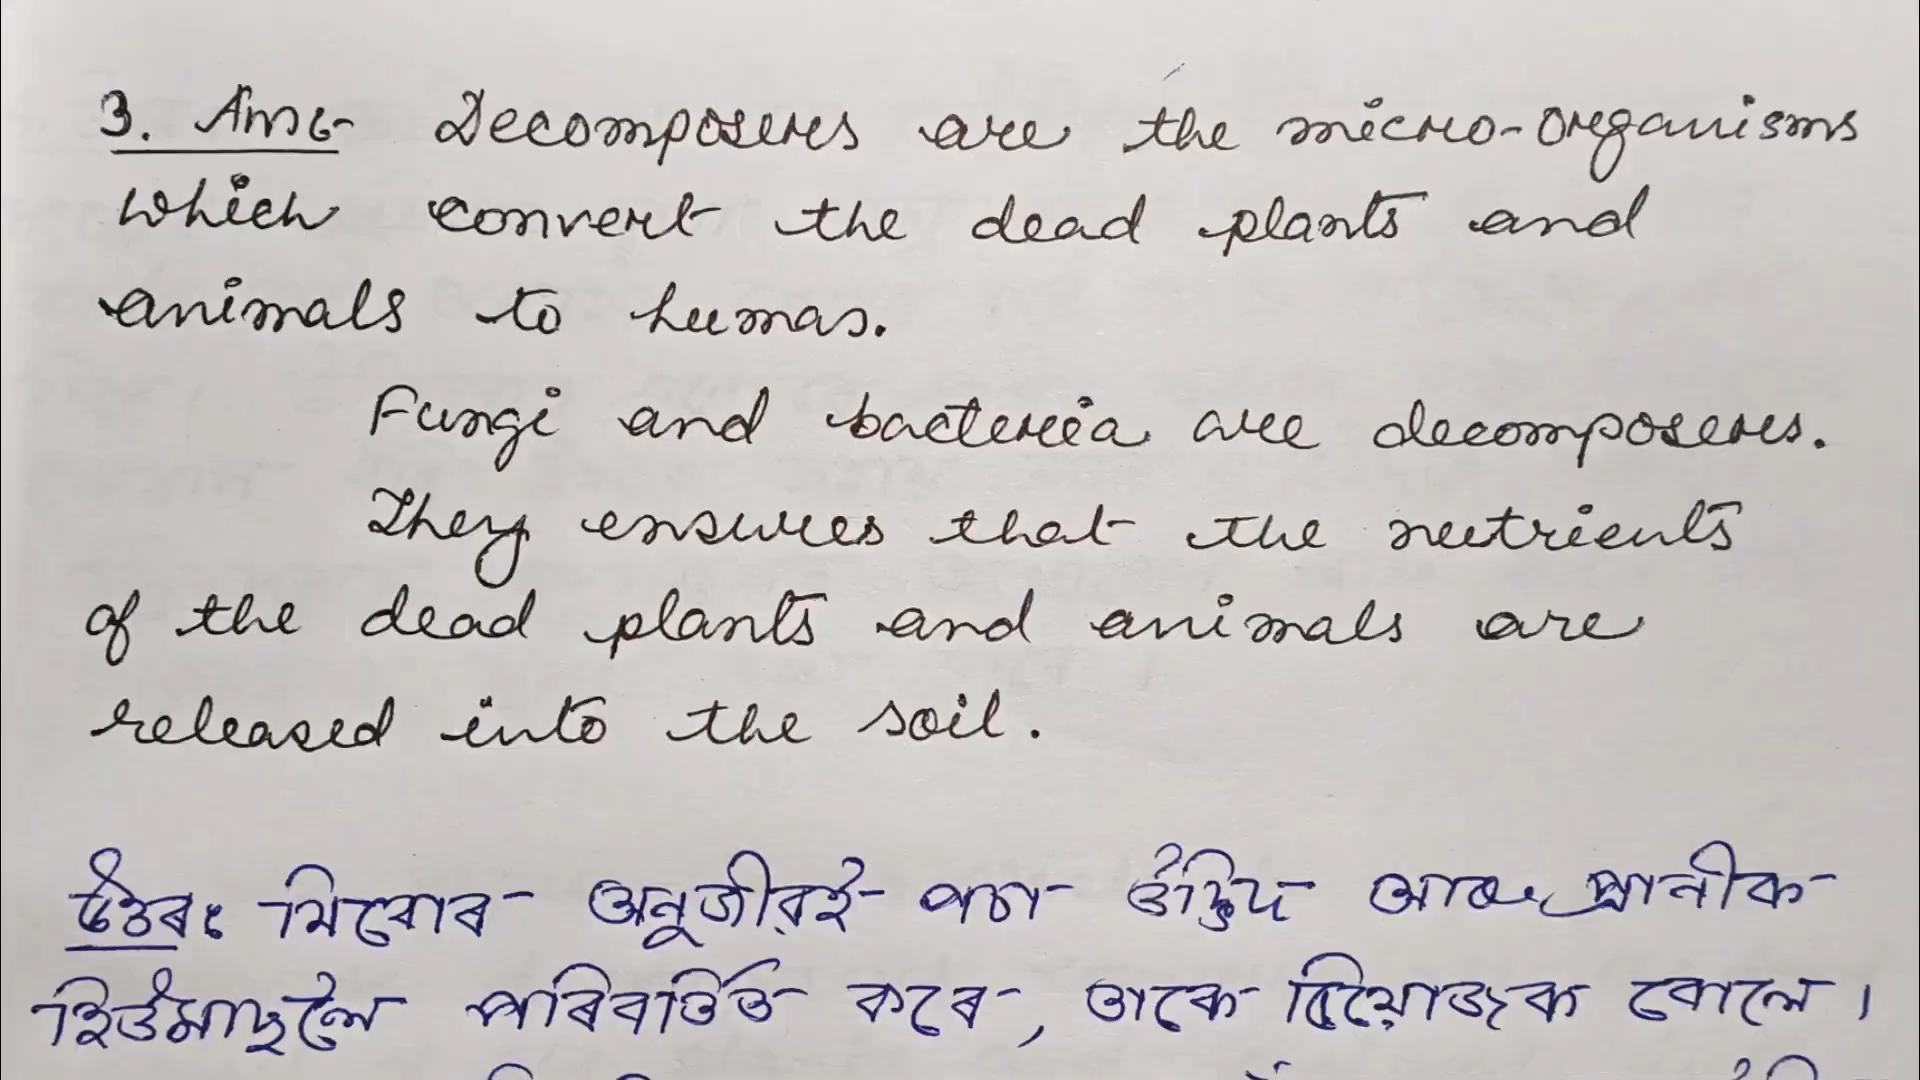 3. Ans:- Decomposers are the micro-organisms
which convert the dead plants and
animals to humas.
Fungi and bacteria are decomposers.
They ensures that the nutrients
of the dead plants and animals are
released into the soil.
উত্তৰঃ যিবোৰ অনুজীৱই পচা উদ্ভিদ আৰু প্ৰানীক
হিউমাছলৈ পৰিবৰ্ত্তিত কৰে, তাকে বিয়োজক বোলে।